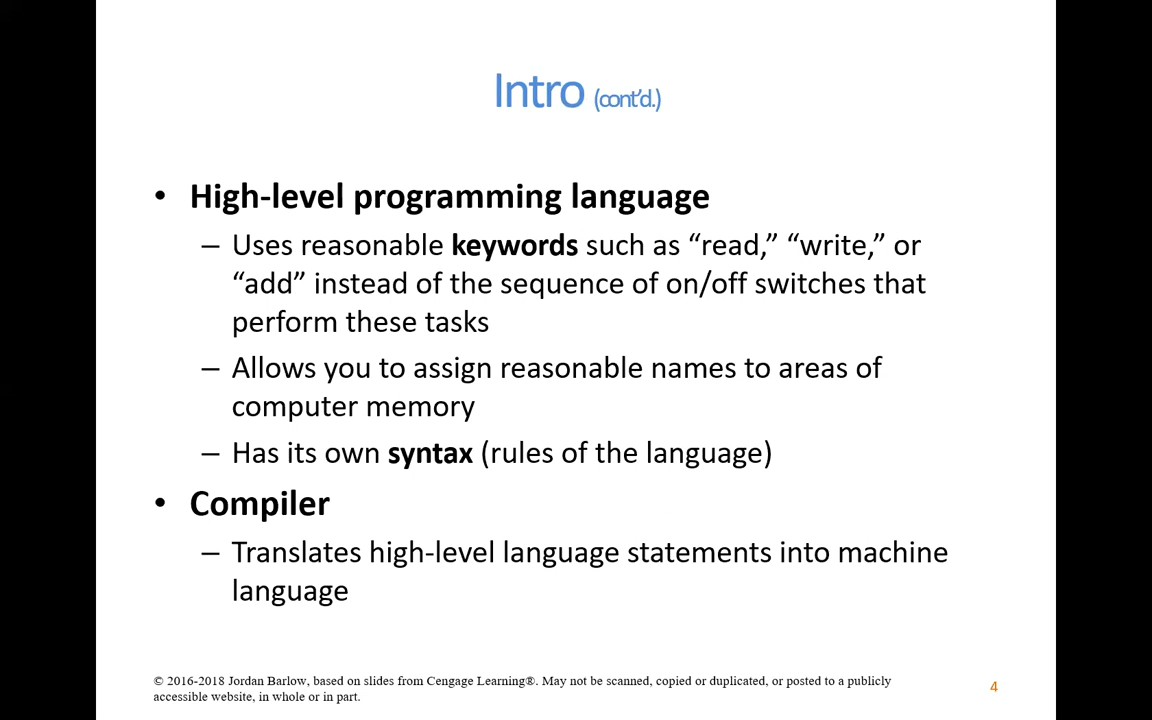 Intro (cont'd.)
• High-level programming language
– Uses reasonable keywords such as “read,” “write,” or
“add” instead of the sequence of on/off switches that
perform these tasks
– Allows you to assign reasonable names to areas of
computer memory
– Has its own syntax (rules of the language)
• Compiler
– Translates high-level language statements into machine
language
© 2016-2018 Jordan Barlow, based on slides from Cengage Learning®. May not be scanned, copied or duplicated, or posted to a publicly
accessible website, in whole or in part.
4